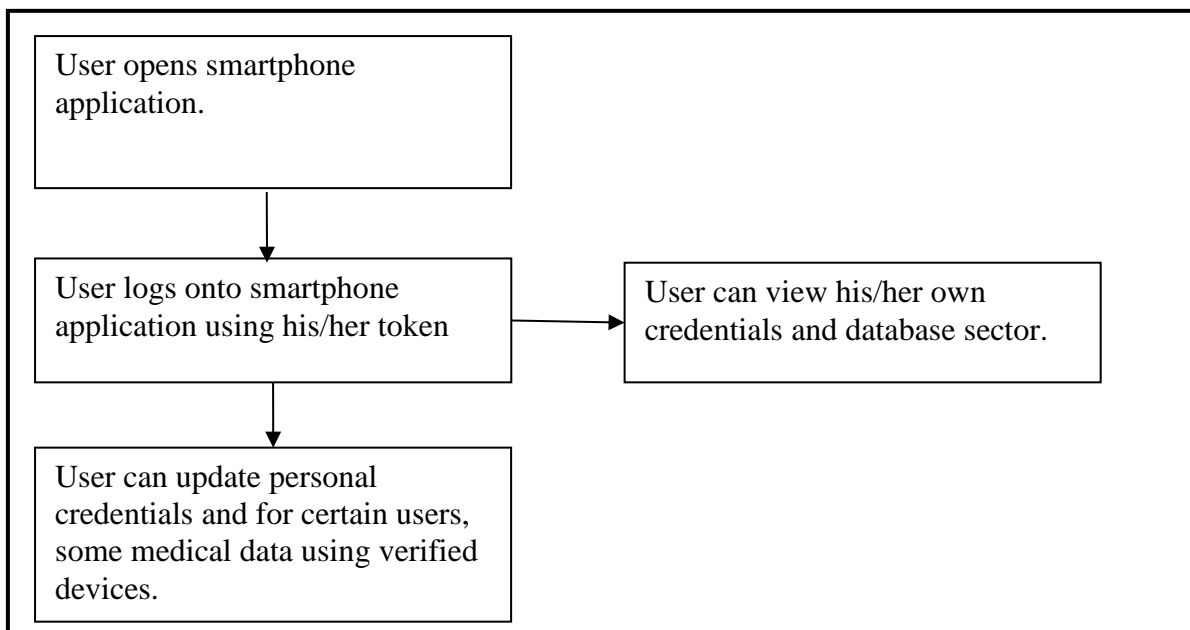 User opens smartphone
application.
User logs onto smartphone
application using his/her token
User can view his/her own
credentials and database sector.
User can update personal
credentials and for certain users,
some medical data using verified
devices.